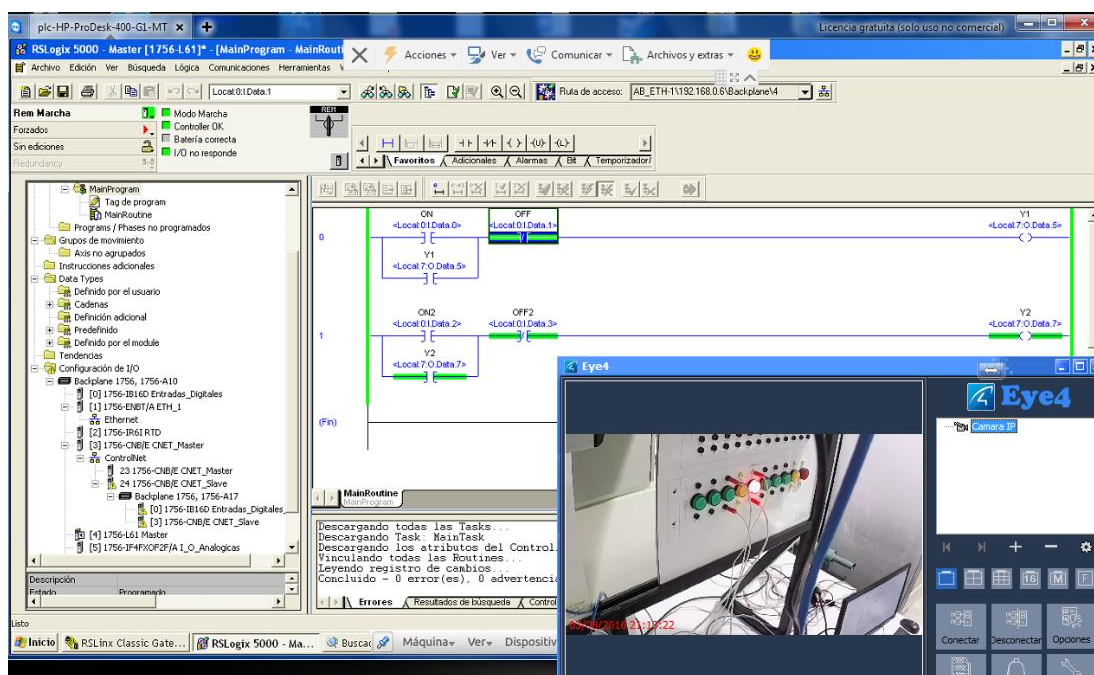 plc-HP-ProDesk-400-G1-MT
Licencia gratuita (solo uso no comercial)
RSLogix 5000 - Master [1756-L61]* - [MainProgram - MainRouti
Acciones
Ver
Comunicar
Archivos y extras
Archivo Edición Ver Búsqueda Lógica Comunicaciones Herramientas
Local:0:I.Data.1
Ruta de acceso: AB_ETH-1\192.168.0.6\Backplane\4
Rem Marcha
Modo Marcha
REM
Forzados
Controller OK
Sin ediciones
Batería correcta
I/O no responde
Redundancy
Favoritos Adicionales Alarmas Bit Temporizador/
MainProgram
Tag de program
MainRoutine
Programs / Phases no programados
Grupos de movimiento
Axis no agrupados
Instrucciones adicionales
Data Types
Definido por el usuario
Cadenas
Definición adicional
Predefinido
Definido por el module
Tendencias
Configuración de I/O
Backplane 1756, 1756-A10
[0] 1756-IB16D Entradas_Digitales
[1] 1756-ENBT/A ETH_1
Ethernet
[2] 1756-IR6I RTD
[3] 1756-CNB/E CNET_Master
ControlNet
23 1756-CNB/E CNET_Master
24 1756-CNB/E CNET_Slave
Backplane 1756, 1756-A17
[0] 1756-IB16D Entradas_Digitales_
[3] 1756-CNB/E CNET_Slave
[4] 1756-L61 Master
[5] 1756-IF4FXOF2F/A I_O_Analogicas
Descripción
Estado Programado
Listo
ON OFF Y1
<Local:0:I.Data.0> <Local:0:I.Data.1> <Local:7:O.Data.5>
0
Y1
<Local:7:O.Data.5>
ON2 OFF2 Y2
<Local:0:I.Data.2> <Local:0:I.Data.3> <Local:7:O.Data.7>
1
Y2
<Local:7:O.Data.7>
(Fin)
MainRoutine
MainProgram
Descargando todas las Tasks...
Descargando Task: MainTask
Descargando los atributos del Control
Vinculando todas las Routines...
Leyendo registro de cambios...
Concluido - 0 error(es), 0 advertencia
Errores Resultados de búsqueda Control
Eye4
Eye4
Camara IP
21:13:22
16 M F
Conectar Desconectar Opciones
Inicio RSLinx Classic Gate... RSLogix 5000 - Ma... Buscar Máquina Ver Dispositiv